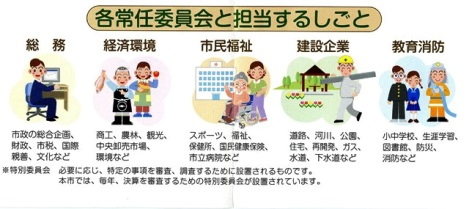 各常任委員会と担当するしごと
総務
経済環境
市民福祉
建設企業
教育消防
市政の総合企画、
財政、市税、国際
親善、文化など
商工、農林、観光、
中央卸売市場、
環境など
スポーツ、福祉、
保健所、国民健康保険、
市立病院など
道路、河川、公園、
住宅、再開発、ガス、
水道、下水道など
小中学校、生涯学習、
図書館、防災、
消防など
※特別委員会 必要に応じ、特定の事項を審査、調査するために設置されるものです。
本市では、毎年、決算を審査するための特別委員会が設置されています。